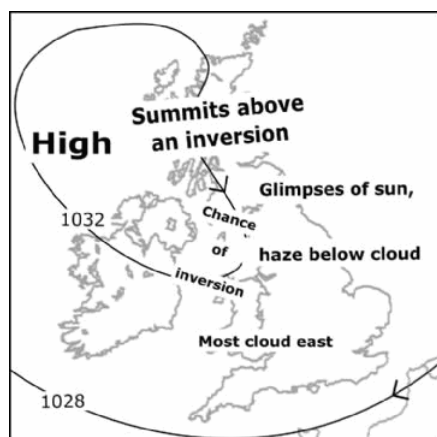 Summits above
an inversion
High
Glimpses of sun,
1032
Chance
of
haze below cloud
inversion
Most cloud east
1028